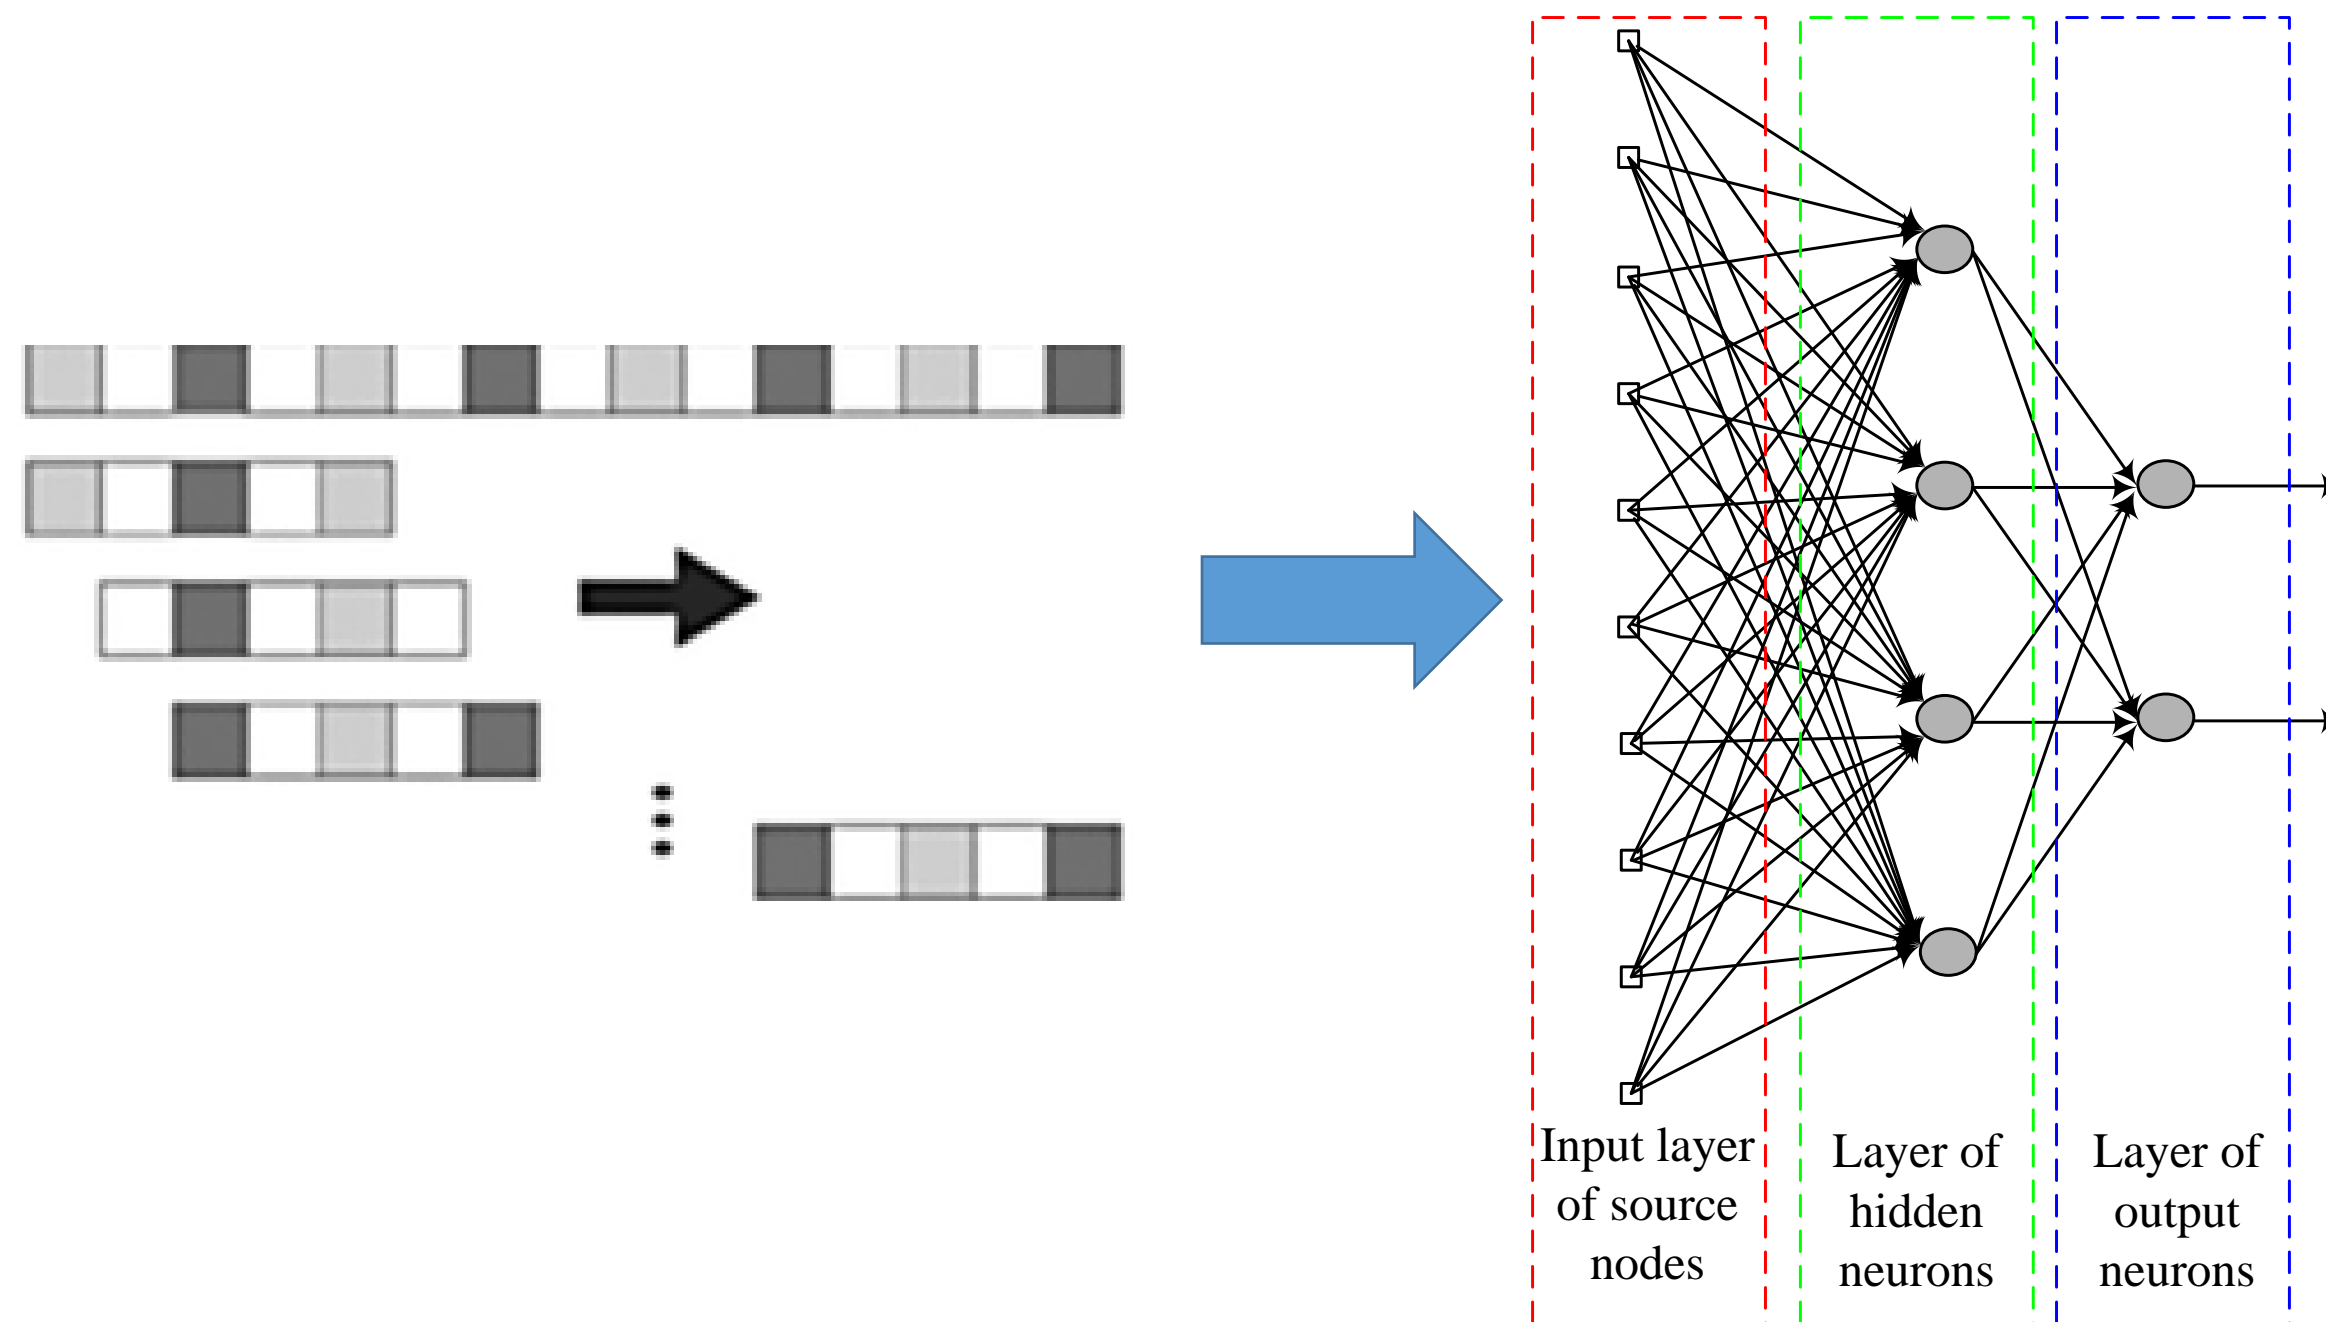 Input layer
of source
nodes
Layer of
hidden
neurons
Layer of
output
neurons